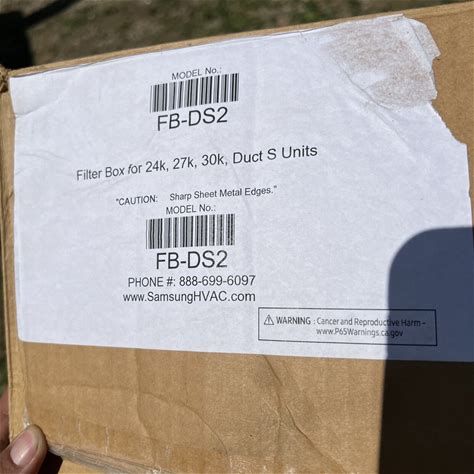 MODEL No.:
FB-DS2
Filter Box for 24k, 27k, 30k, Duct S Units
"CAUTION: Sharp Sheet Metal Edges."
MODEL No.:
FB-DS2
PHONE #: 888-699-6097
www.SamsungHVAC.com
WARNING : Cancer and Reproductive Harm -
www.P65Warnings.ca.gov